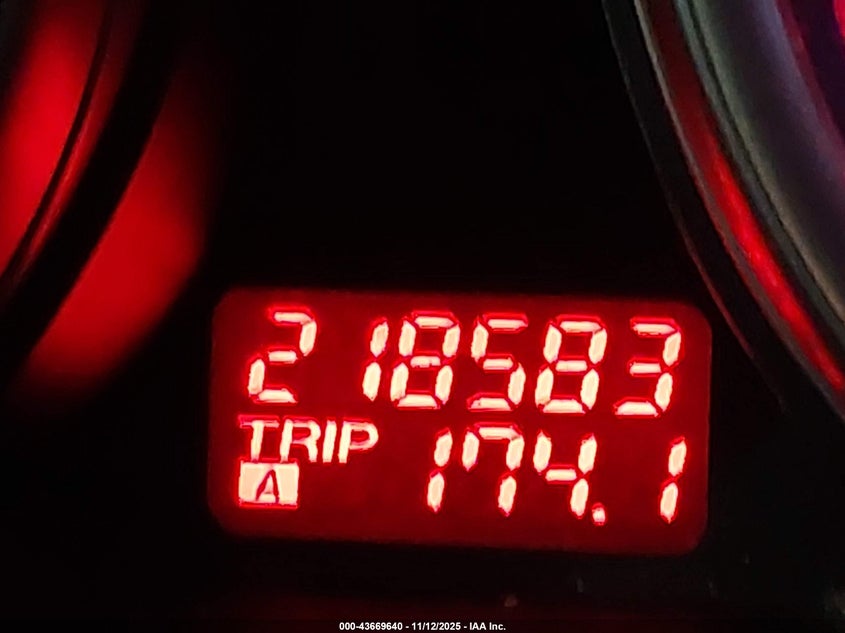 218583
TRIP
A 174.1
000-43669640 - 11/12/2025 - IAA Inc.